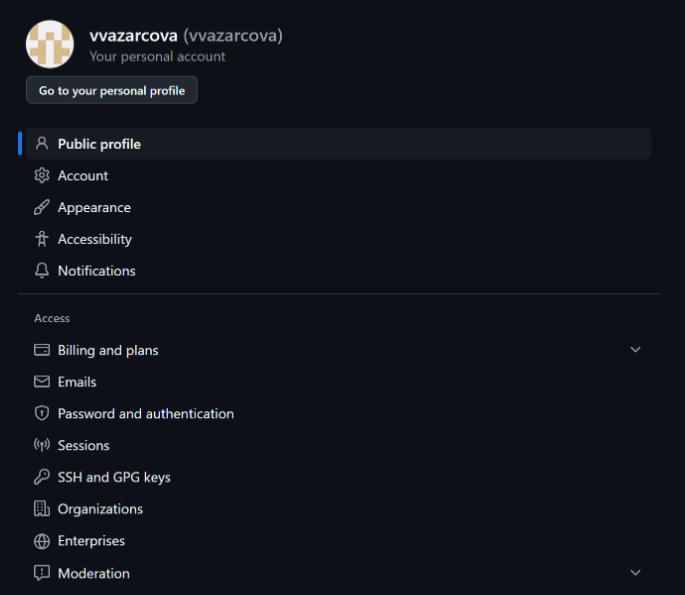 vvazarcova (vvazarcova)
Your personal account
Go to your personal profile
Public profile
Account
Appearance
Accessibility
Notifications
Access
Billing and plans
Emails
Password and authentication
Sessions
SSH and GPG keys
Organizations
Enterprises
Moderation